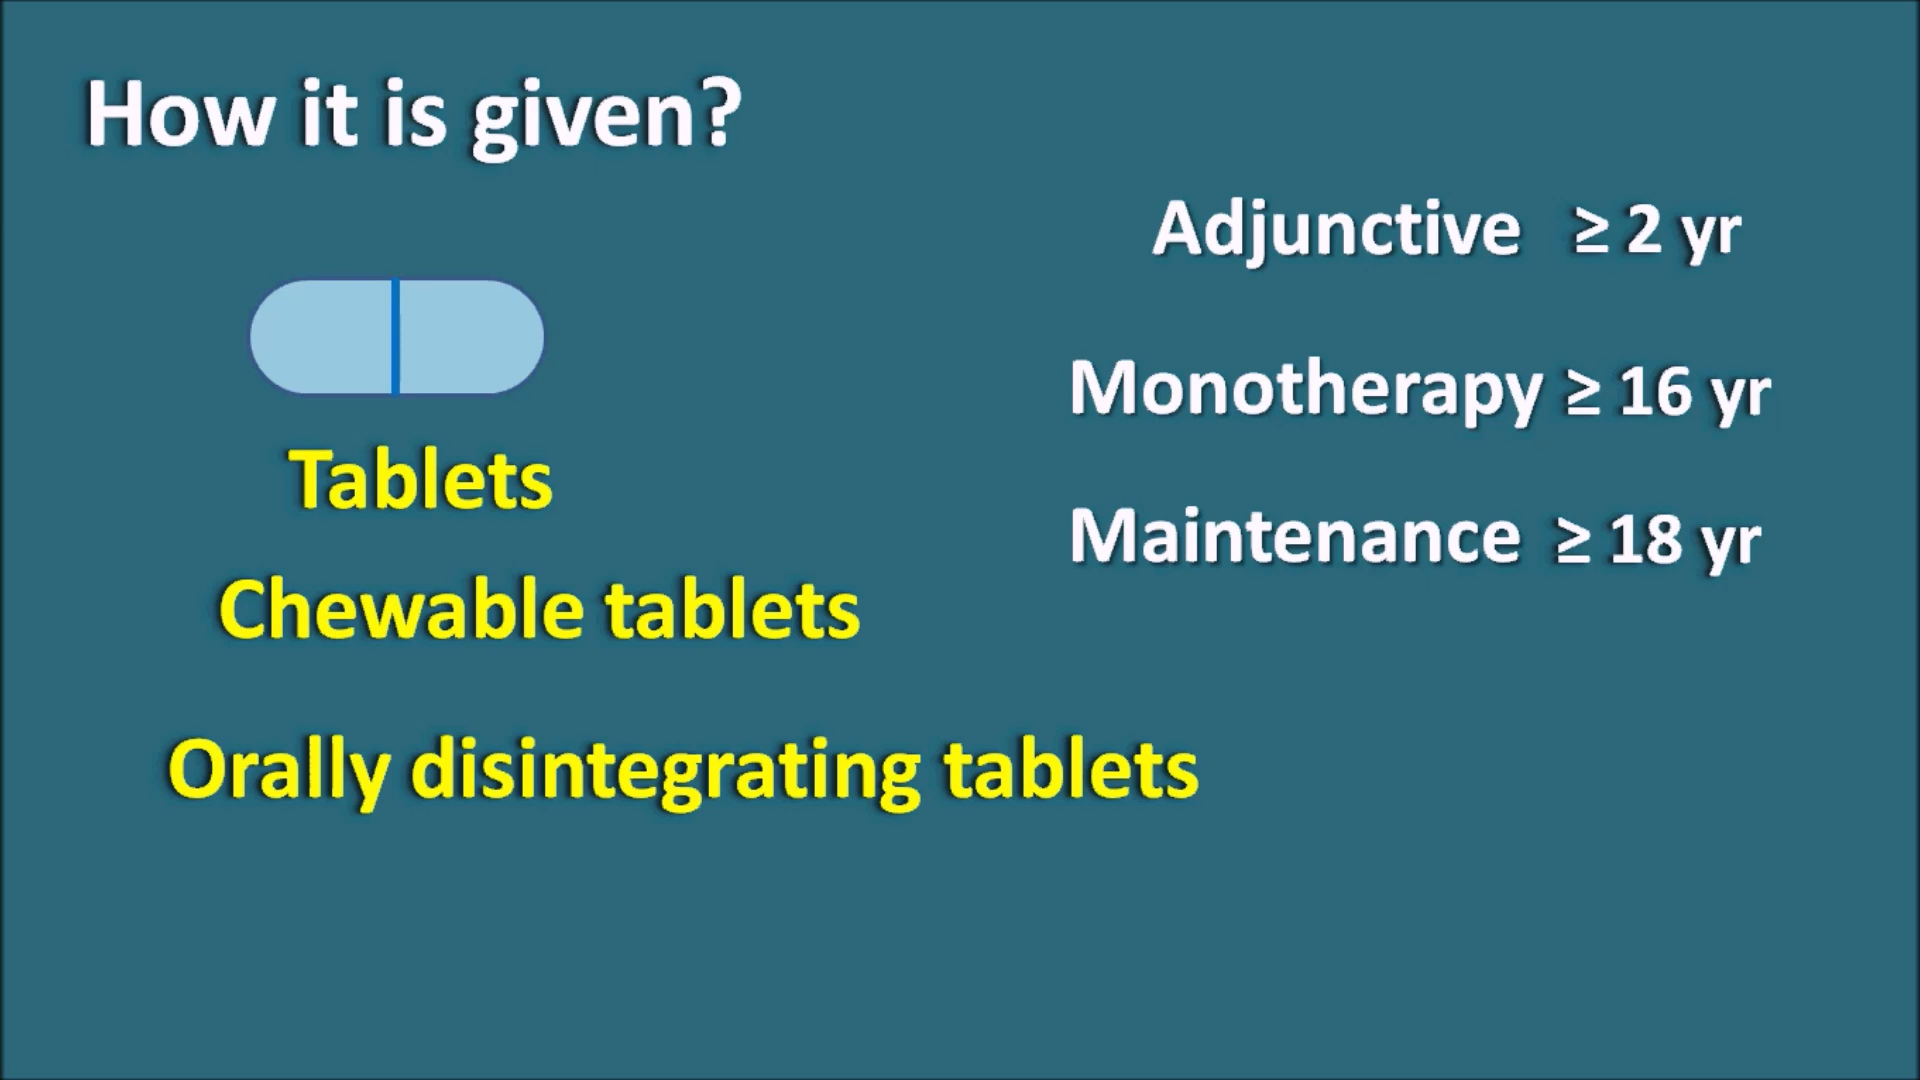 How it is given?
Adjunctive ≥ 2 yr
Monotherapy ≥ 16 yr
Maintenance ≥ 18 yr
Tablets
Chewable tablets
Orally disintegrating tablets